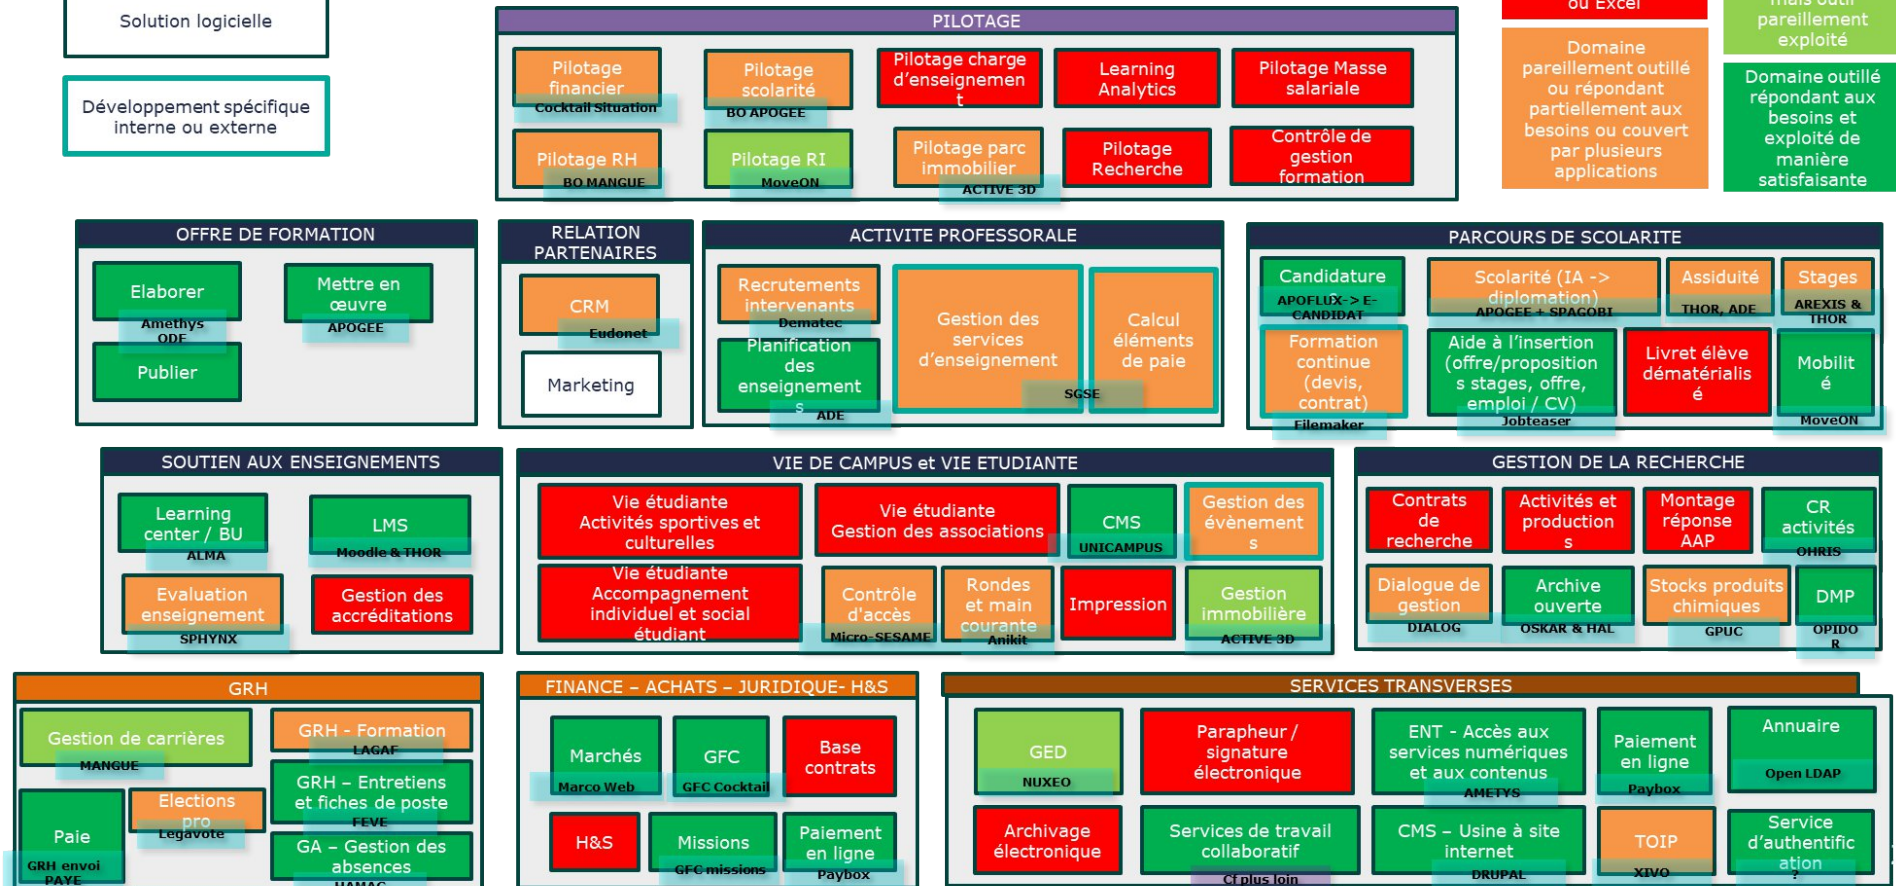 Solution logicielle
Développement spécifique
interne ou externe
ou Excel
mais outil
pareillement
exploité
Domaine
pareillement outillé
ou répondant
partiellement aux
besoins ou couvert
par plusieurs
applications
Domaine outillé
répondant aux
besoins et
exploité de
manière
satisfaisante
PILOTAGE
Pilotage
financier
Cocktail Situation
Pilotage
scolarité
BO APOGEE
Pilotage charge
d'enseignemen
t
Learning
Analytics
Pilotage Masse
salariale
Pilotage RH
BO MANGUE
Pilotage RI
MoveON
Pilotage parc
immobilier
ACTIVE 3D
Pilotage
Recherche
Contrôle de
gestion
formation
OFFRE DE FORMATION
Elaborer
Amethys
ODF
Mettre en
œuvre
APOGEE
Publier
RELATION
PARTENAIRES
CRM
Eudonet
Marketing
ACTIVITE PROFESSORALE
Recrutements
intervenants
Dematec
Planification
des
enseignement
s
ADE
Gestion des
services
d'enseignement
Calcul
éléments
de paie
SGSE
PARCOURS DE SCOLARITE
Candidature
s
APOFLUX-> E-
CANDIDAT
Scolarité (IA ->
diplomation)
APOGEE + SPAGOBI
Assiduité
THOR, ADE
Stages
AREXIS &
THOR
Formation
continue
(devis,
contrat)
Filemaker
Aide à l'insertion
(offre/proposition
s stages, offre,
emploi / CV)
Jobteaser
Livret élève
dématérialis
é
Mobilit
é
MoveON
SOUTIEN AUX ENSEIGNEMENTS
Learning
center / BU
ALMA
LMS
Moodle & THOR
Evaluation
enseignement
SPHYNX
Gestion des
accréditations
VIE DE CAMPUS et VIE ETUDIANTE
Vie étudiante
Activités sportives et
culturelles
Vie étudiante
Gestion des associations
CMS
UNICAMPUS
Gestion des
évènement
s
Vie étudiante
Accompagnement
individuel et social
étudiant
Contrôle
d'accès
Micro-SESAME
Rondes
et main
courante
Anikit
Impression
Gestion
immobilière
ACTIVE 3D
GESTION DE LA RECHERCHE
Contrats
de
recherche
Activités et
production
s
Montage
réponse
AAP
CR
activités
OHRIS
Dialogue de
gestion
DIALOG
Archive
ouverte
OSKAR & HAL
Stocks produits
chimiques
GPUC
DMP
OPIDO
R
GRH
Gestion de carrières
MANGUE
GRH - Formation
LAGAF
GRH – Entretiens
et fiches de poste
FEVE
Paie
GRH envoi
PAYE
Elections
pro
Legavote
GA – Gestion des
absences
HAMAC
FINANCE – ACHATS – JURIDIQUE- H&S
Marchés
Marco Web
GFC
GFC Cocktail
Base
contrats
H&S
Missions
GFC missions
Paiement
en ligne
Paybox
SERVICES TRANSVERSES
GED
NUXEO
Parapheur /
signature
électronique
ENT - Accès aux
services numériques
et aux contenus
AMETYS
Paiement
en ligne
Paybox
Annuaire
Open LDAP
Archivage
électronique
Services de travail
collaboratif
Cf plus loin
CMS – Usine à site
internet
DRUPAL
TOIP
XIVO
Service
d'authentific
ation
?